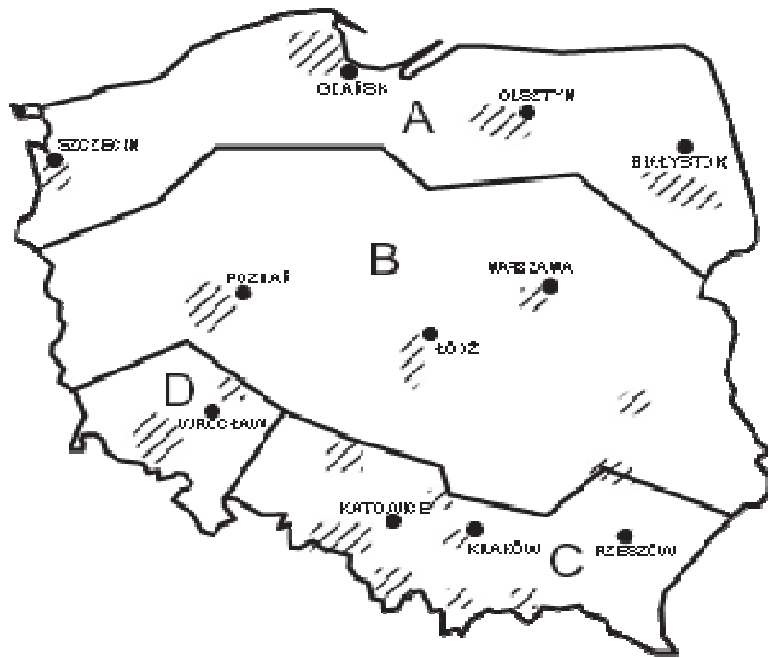 GDAŃSK
OLSZTYN
A
SZCZECIN
BIAŁYSTOK
B
WARSZAWA
POZNAŃ
ŁÓDŹ
D
WROCŁAW
KATOWICE
KRAKÓW
C
RZESZÓW